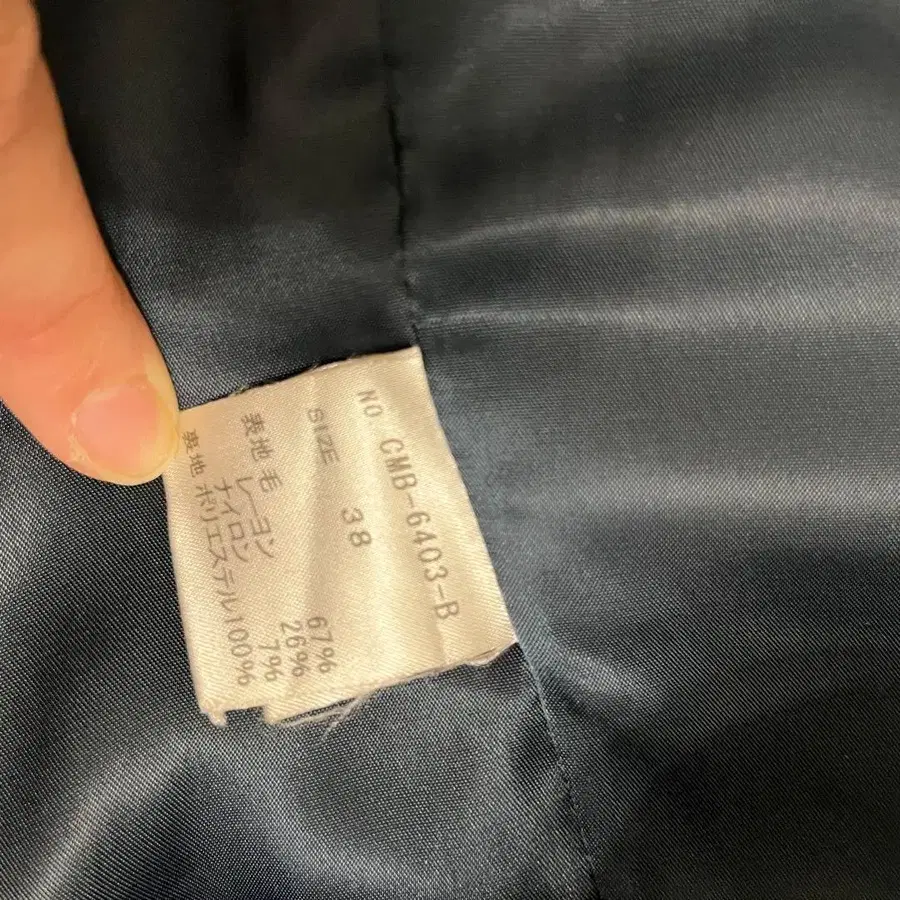 NO. CMB-6403-B
SIZE 38
表地 毛 67%
レーヨン 26%
ナイロン 7%
裏地 ポリエステル100%